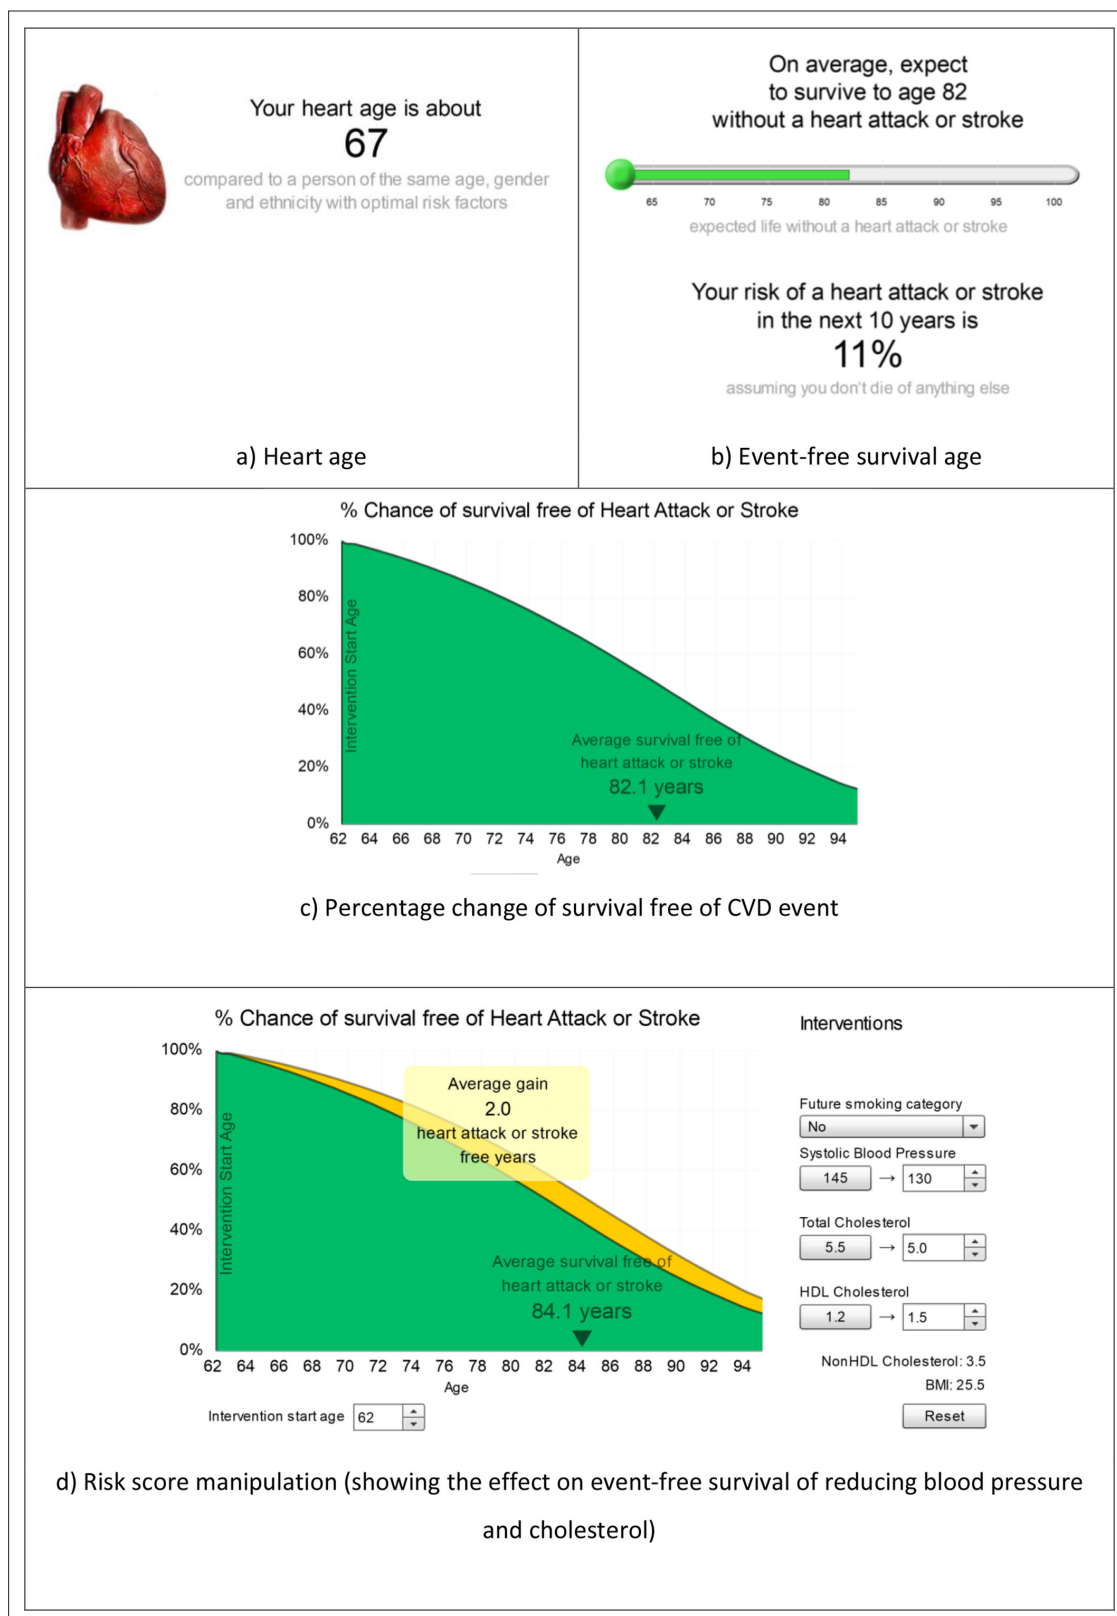 Your heart age is about
67
compared to a person of the same age, gender
and ethnicity with optimal risk factors
a) Heart age
On average, expect
to survive to age 82
without a heart attack or stroke
65 70 75 80 85 90 95 100
expected life without a heart attack or stroke
Your risk of a heart attack or stroke
in the next 10 years is
11%
assuming you don't die of anything else
b) Event-free survival age
% Chance of survival free of Heart Attack or Stroke
100%
80%
60%
40%
20%
0%
Intervention Start Age
Average survival free of
heart attack or stroke
82.1 years
62 64 66 68 70 72 74 76 78 80 82 84 86 88 90 92 94
Age
c) Percentage change of survival free of CVD event
% Chance of survival free of Heart Attack or Stroke
100%
80%
60%
40%
20%
0%
Intervention Start Age
Average gain
2.0
heart attack or stroke
free years
Average survival free of
heart attack or stroke
84.1 years
62 64 66 68 70 72 74 76 78 80 82 84 86 88 90 92 94
Age
Intervention start age 62
Interventions
Future smoking category
No
Systolic Blood Pressure
145 → 130
Total Cholesterol
5.5 → 5.0
HDL Cholesterol
1.2 → 1.5
NonHDL Cholesterol: 3.5
BMI: 25.5
Reset
d) Risk score manipulation (showing the effect on event-free survival of reducing blood pressure
and cholesterol)